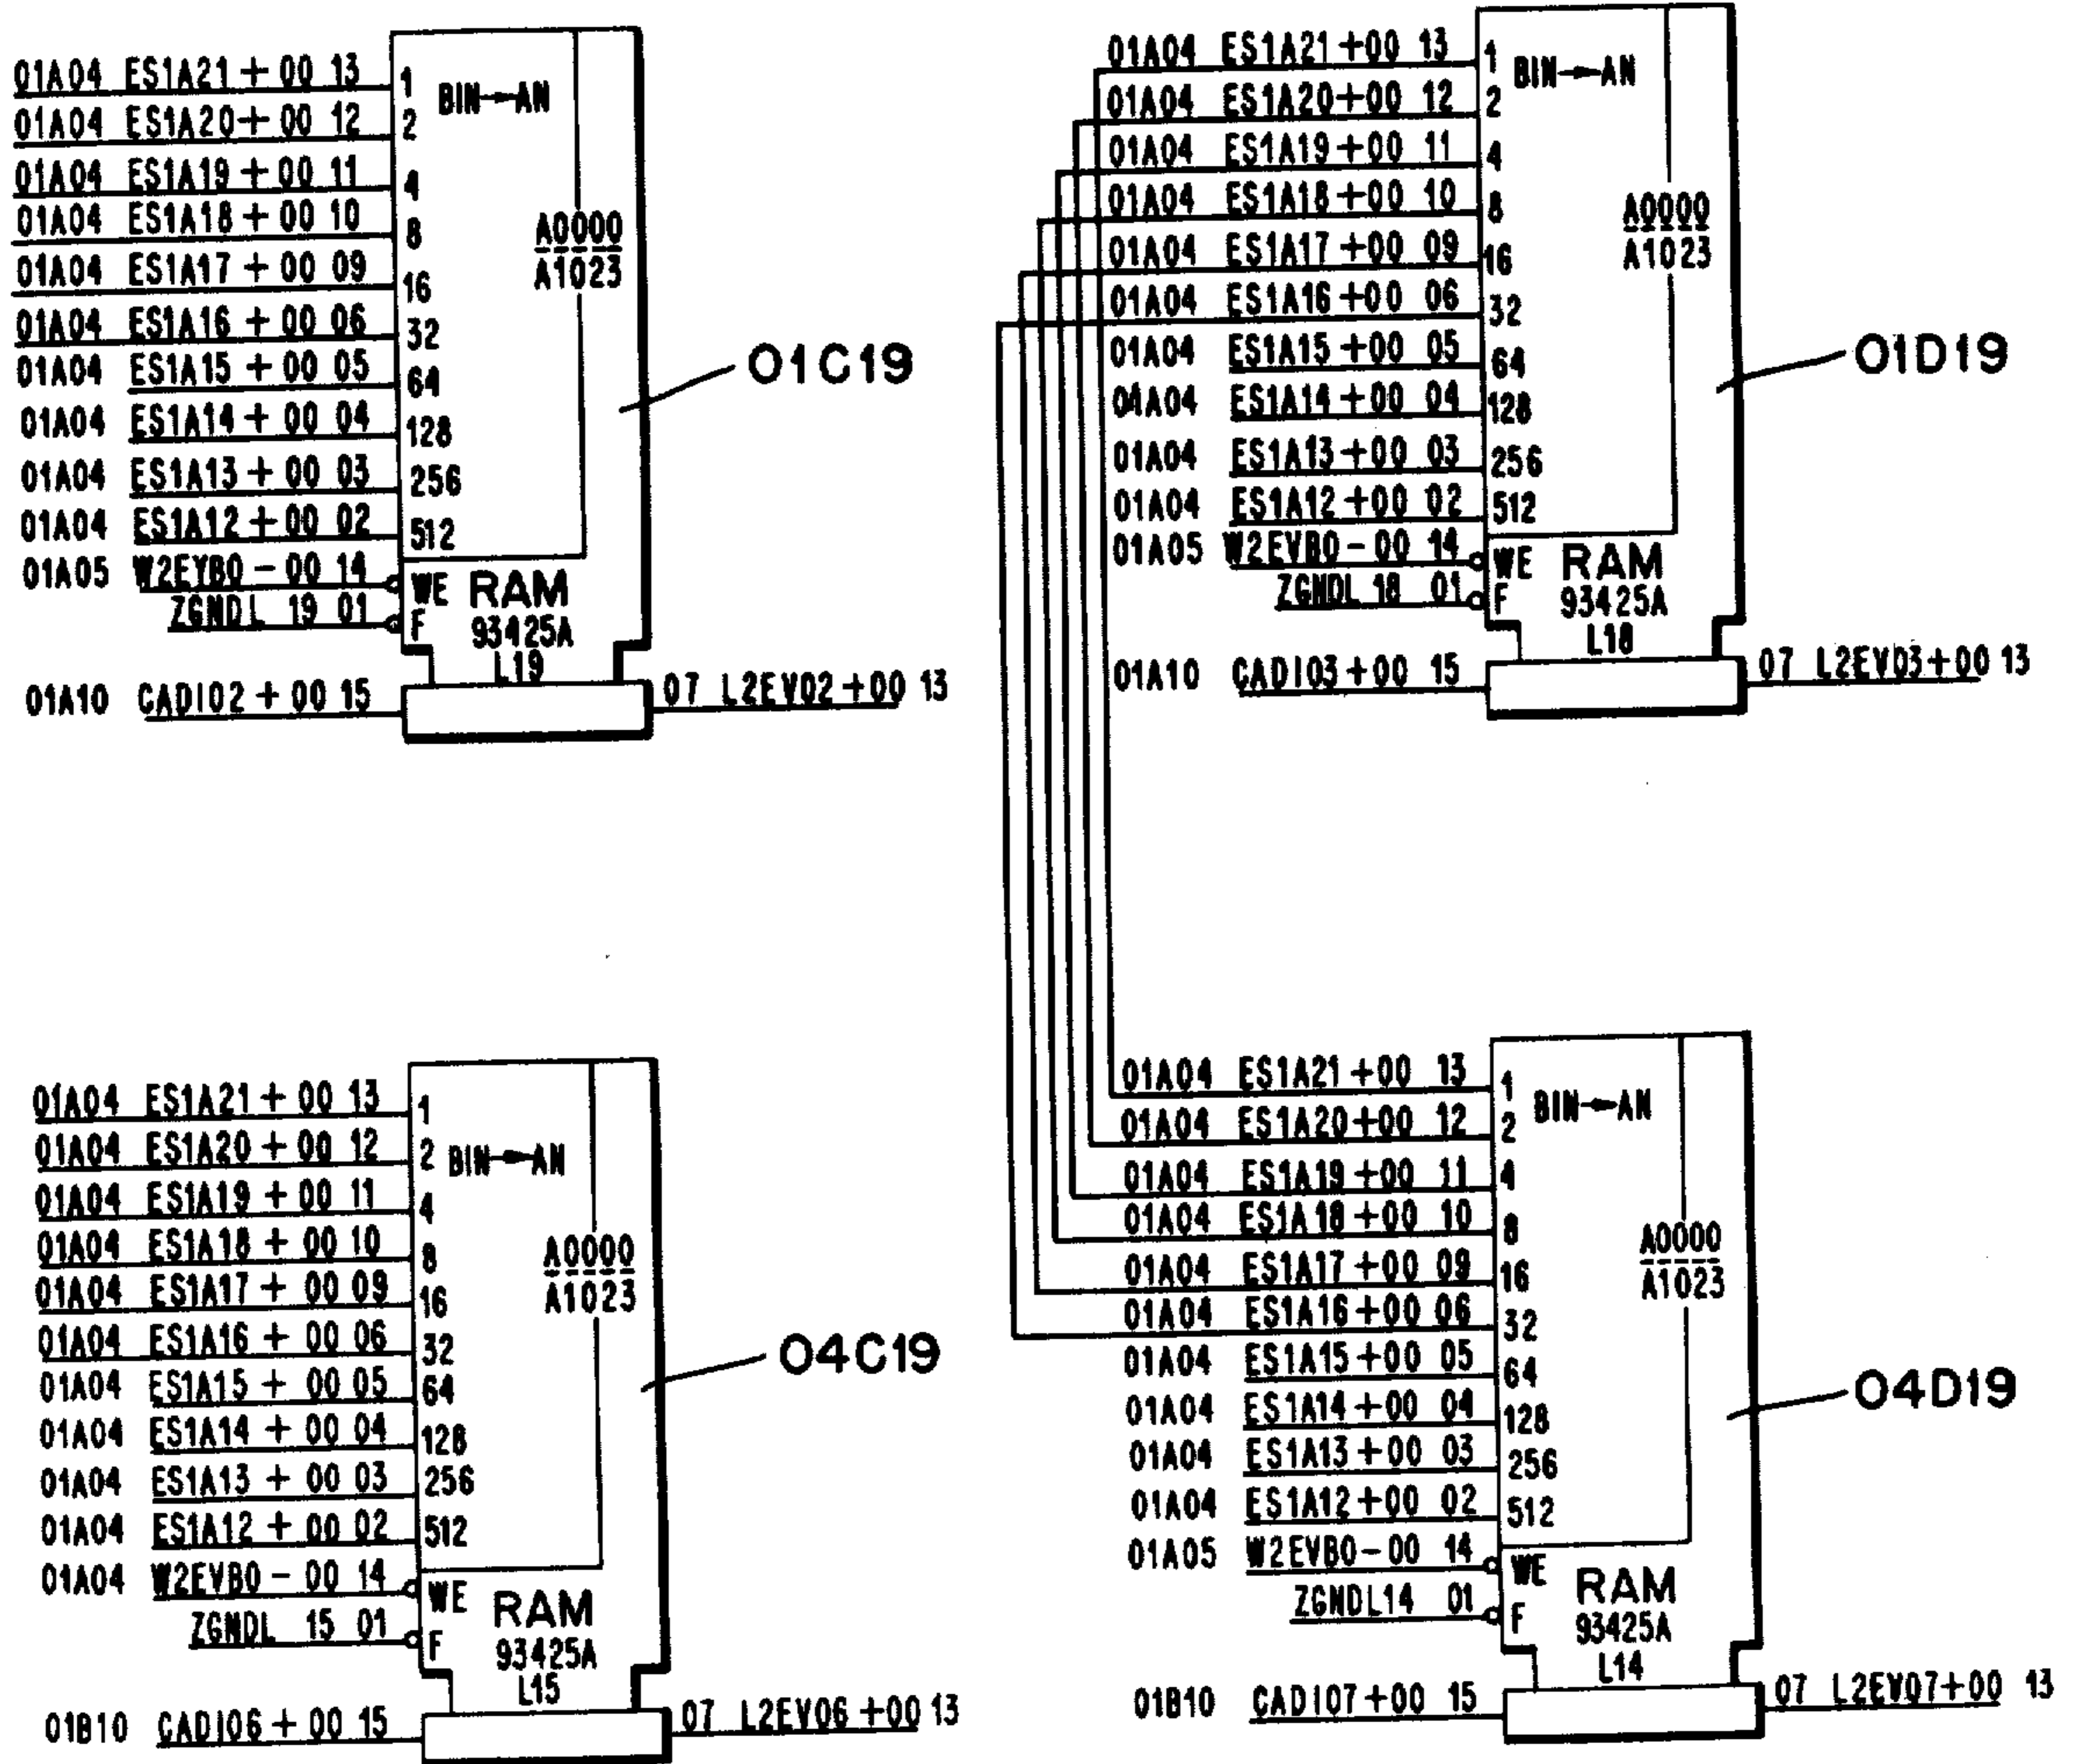 01A04 ES1A21+00 13 1 BIN→AN
01A04 ES1A20+00 12 2
01A04 ES1A19+00 11 4
01A04 ES1A18+00 10 8
01A04 ES1A17+00 09 16
01A04 ES1A16+00 06 32
01A04 ES1A15+00 05 64
01A04 ES1A14+00 04 128
01A04 ES1A13+00 03 256
01A04 ES1A12+00 02 512
01A05 W2EYB0-00 14 WE
ZGNDL 19 01 F
A0000
A1023
RAM
93425A
L19
01A10 CADI02+00 15
07 L2EV02+00 13
01C19
01A04 ES1A21+00 13 1 BIN→AN
01A04 ES1A20+00 12 2
01A04 ES1A19+00 11 4
01A04 ES1A18+00 10 8
01A04 ES1A17+00 09 16
01A04 ES1A16+00 06 32
01A04 ES1A15+00 05 64
01A04 ES1A14+00 04 128
01A04 ES1A13+00 03 256
01A04 ES1A12+00 02 512
01A05 W2EVB0-00 14 WE
ZGNDL 18 01 F
A0000
A1023
RAM
93425A
L18
01A10 CADI03+00 15
07 L2EV03+00 13
01D19
01A04 ES1A21+00 13 1
01A04 ES1A20+00 12 2 BIN→AN
01A04 ES1A19+00 11 4
01A04 ES1A18+00 10 8
01A04 ES1A17+00 09 16
01A04 ES1A16+00 06 32
01A04 ES1A15+00 05 64
01A04 ES1A14+00 04 128
01A04 ES1A13+00 03 256
01A04 ES1A12+00 02 512
01A04 W2EVB0-00 14 WE
ZGNDL 15 01 F
A0000
A1023
RAM
93425A
L15
01B10 CADI06+00 15
07 L2EV06+00 13
04C19
01A04 ES1A21+00 13 1 BIN→AN
01A04 ES1A20+00 12 2
01A04 ES1A19+00 11 4
01A04 ES1A18+00 10 8
01A04 ES1A17+00 09 16
01A04 ES1A16+00 06 32
01A04 ES1A15+00 05 64
01A04 ES1A14+00 04 128
01A04 ES1A13+00 03 256
01A04 ES1A12+00 02 512
01A05 W2EVB0-00 14 WE
ZGNDL14 01 F
A0000
A1023
RAM
93425A
L14
01B10 CADI07+00 15
07 L2EV07+00 13
04D19